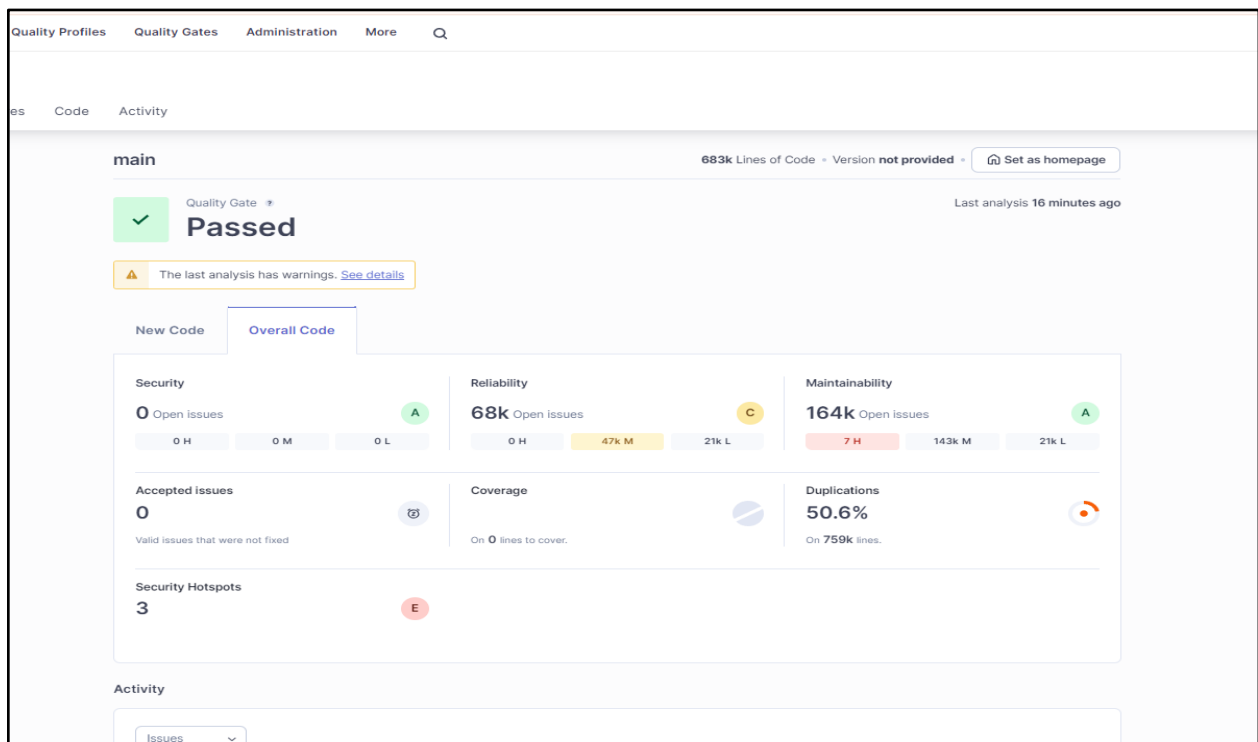 Quality Profiles Quality Gates Administration More
es Code Activity
main 683k Lines of Code • Version not provided • Set as homepage
Quality Gate ? Last analysis 16 minutes ago
Passed
The last analysis has warnings. See details
New Code Overall Code
Security Reliability Maintainability
0 Open issues A 68k Open issues C 164k Open issues A
0 H 0 M 0 L 0 H 47k M 21k L 7 H 143k M 21k L
Accepted issues Coverage Duplications
0 50.6%
Valid issues that were not fixed On 0 lines to cover. On 759k lines.
Security Hotspots
3 E
Activity
Issues